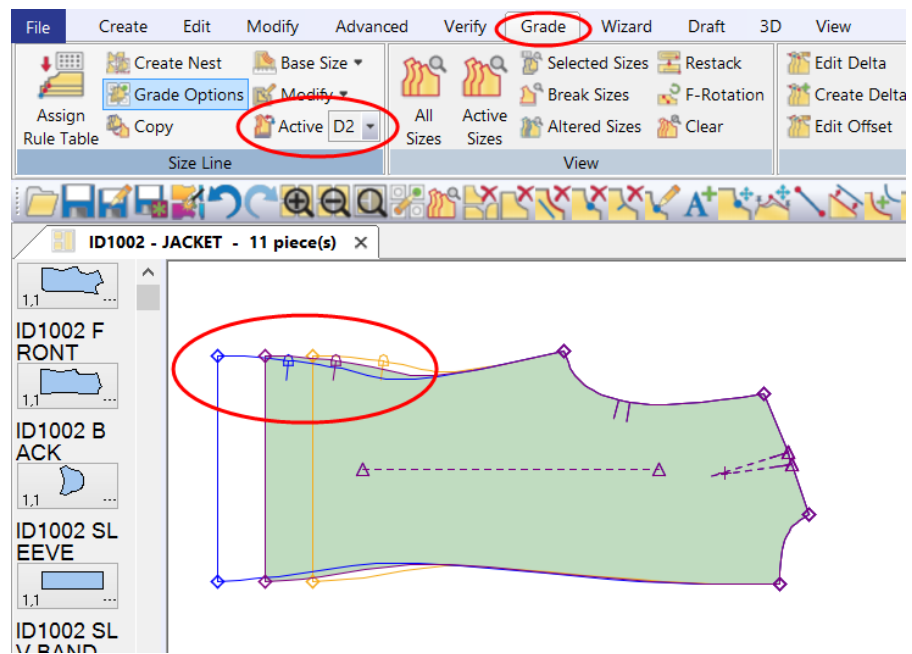 File Create Edit Modify Advanced Verify Grade Wizard Draft 3D View
Create Nest Base Size Selected Sizes Restack Edit Delta
Grade Options Modify Break Sizes F-Rotation Create Delta
Assign Rule Table Copy Active D2 All Sizes Active Sizes Altered Sizes Clear Edit Offset
Size Line View
ID1002 - JACKET - 11 piece(s)
1,1 ...
ID1002 F
RONT
1,1 ...
ID1002 B
ACK
1,1 ...
ID1002 SL
EEVE
1,1 ...
ID1002 SL
V BAND